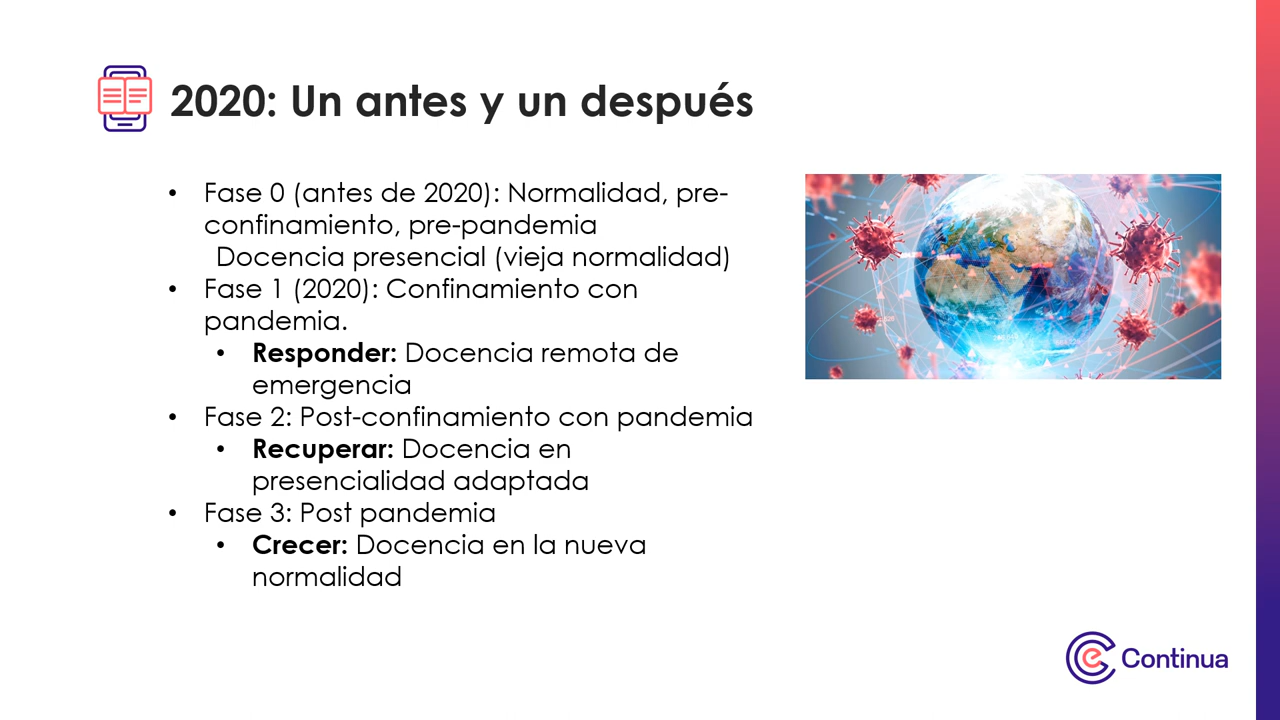 2020: Un antes y un después
• Fase 0 (antes de 2020): Normalidad, pre-
confinamiento, pre-pandemia
Docencia presencial (vieja normalidad)
• Fase 1 (2020): Confinamiento con
pandemia.
• Responder: Docencia remota de
emergencia
• Fase 2: Post-confinamiento con pandemia
• Recuperar: Docencia en
presencialidad adaptada
• Fase 3: Post pandemia
• Crecer: Docencia en la nueva
normalidad
e Continua